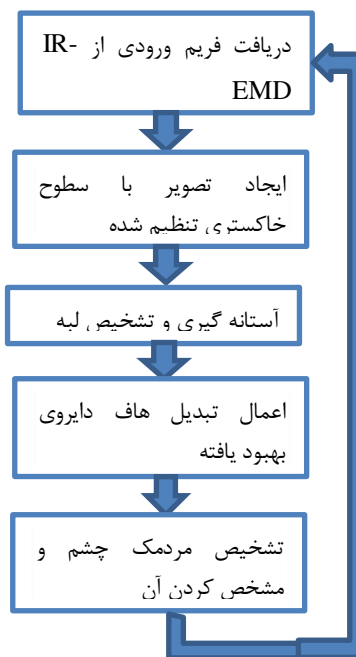 دریافت فریم ورودی از IR-
EMD
ایجاد تصویر با سطوح
خاکستری تنظیم شده
آستانه گیری و تشخیص لبه
اعمال تبدیل هاف دایروی
بهبود یافته
تشخیص مردمک چشم و
مشخص کردن آن